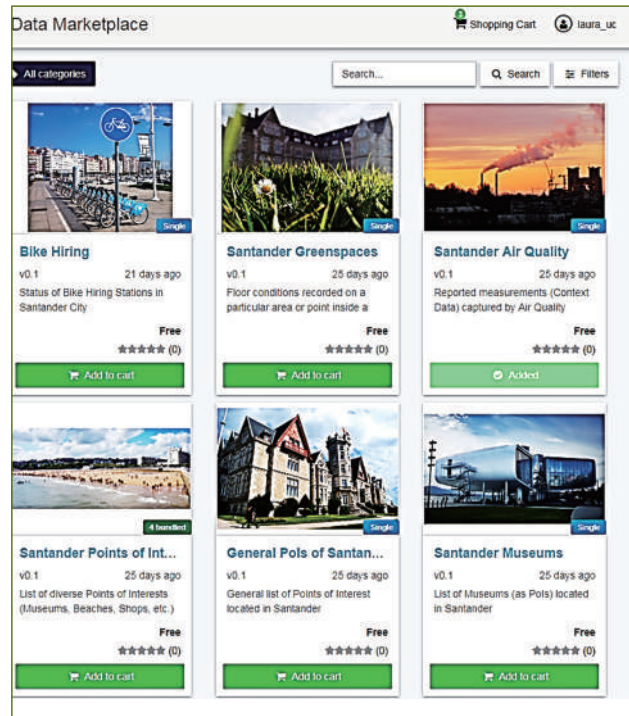 Data Marketplace
2
Shopping Cart
laura_uc
All categories
Search...
Search
Filters
Single
Single
Single
Bike Hiring
v0.1 21 days ago
Status of Bike Hiring Stations in
Santander City
Free
(0)
Add to cart
Santander Greenspaces
v0.1 25 days ago
Floor conditions recorded on a
particular area or point inside a
Free
(0)
Add to cart
Santander Air Quality
v0.1 25 days ago
Reported measurements (Context
Data) captured by Air Quality
Free
(0)
Added
4 bundled
Single
Single
Santander Points of Int...
v0.1 25 days ago
List of diverse Points of Interests
(Museums, Beaches, Shops, etc.)
Free
(0)
Add to cart
General PoIs of Santan...
v0.1 25 days ago
General list of Points of Interest
located in Santander
Free
(0)
Add to cart
Santander Museums
v0.1 25 days ago
List of Museums (as PoIs) located
in Santander
Free
(0)
Add to cart